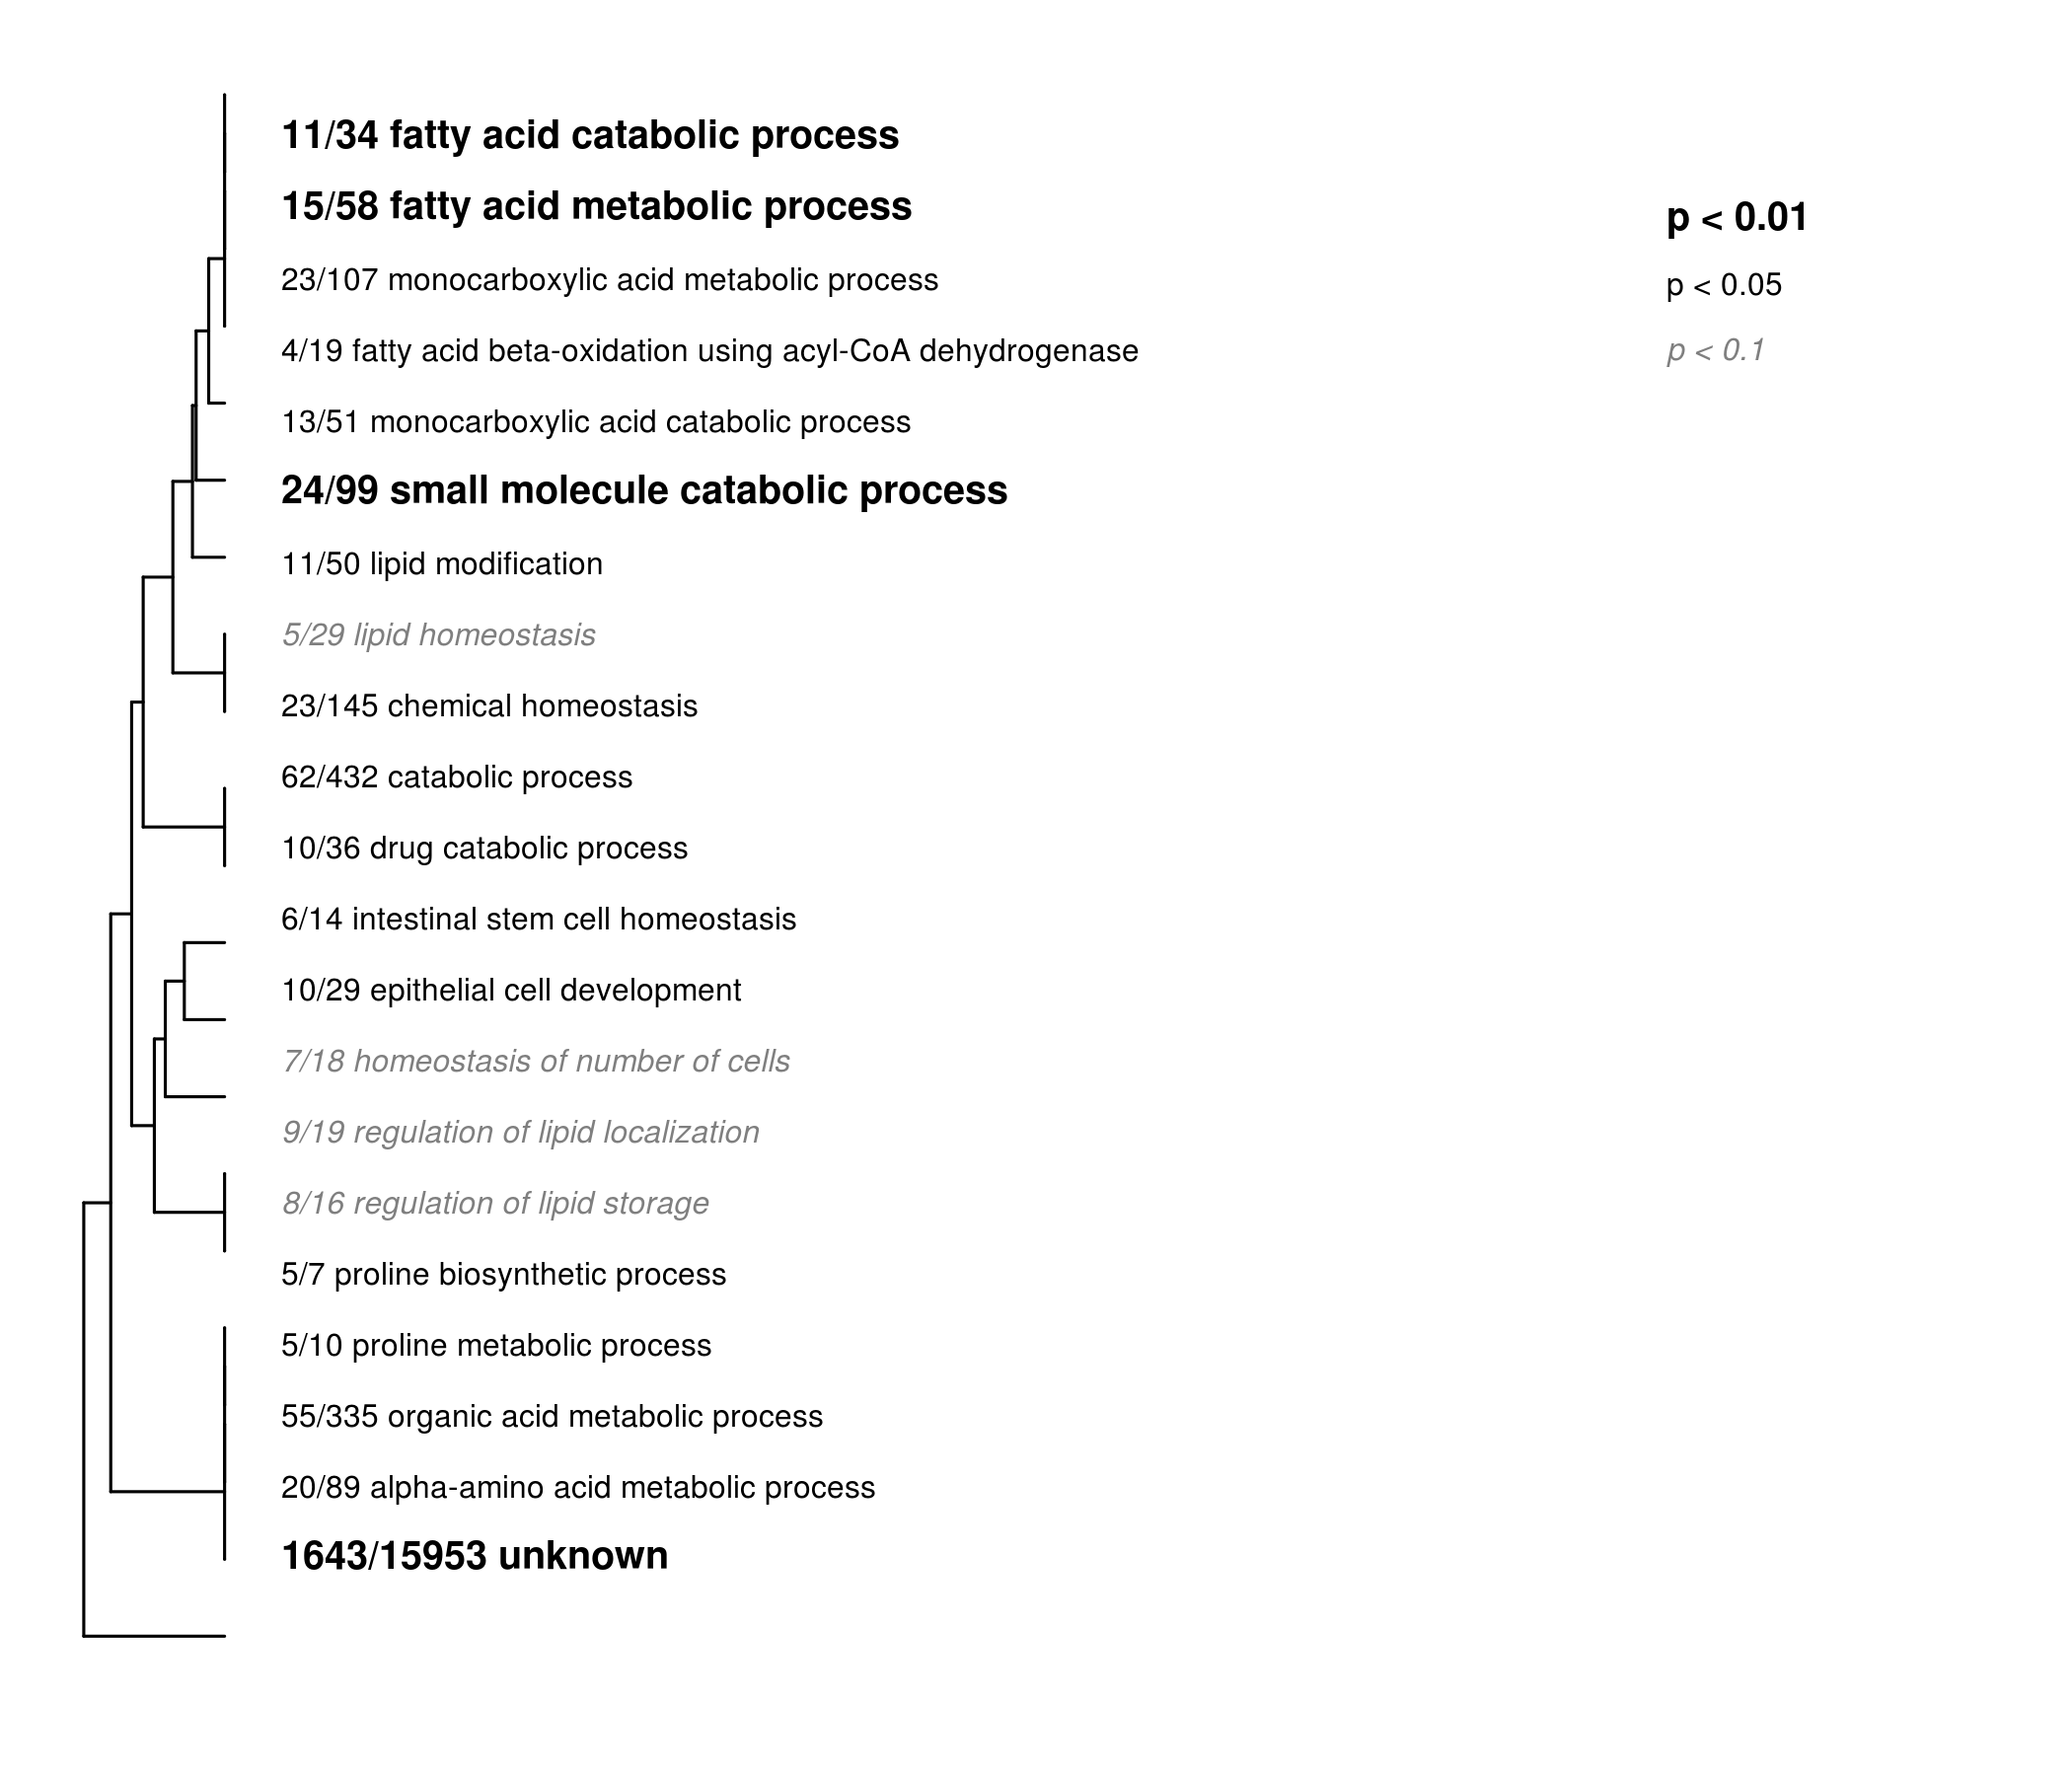 11/34 fatty acid catabolic process
15/58 fatty acid metabolic process
23/107 monocarboxylic acid metabolic process
4/19 fatty acid beta-oxidation using acyl-CoA dehydrogenase
13/51 monocarboxylic acid catabolic process
24/99 small molecule catabolic process
11/50 lipid modification
5/29 lipid homeostasis
23/145 chemical homeostasis
62/432 catabolic process
10/36 drug catabolic process
6/14 intestinal stem cell homeostasis
10/29 epithelial cell development
7/18 homeostasis of number of cells
9/19 regulation of lipid localization
8/16 regulation of lipid storage
5/7 proline biosynthetic process
5/10 proline metabolic process
55/335 organic acid metabolic process
20/89 alpha-amino acid metabolic process
1643/15953 unknown
p < 0.01
p < 0.05
p < 0.1